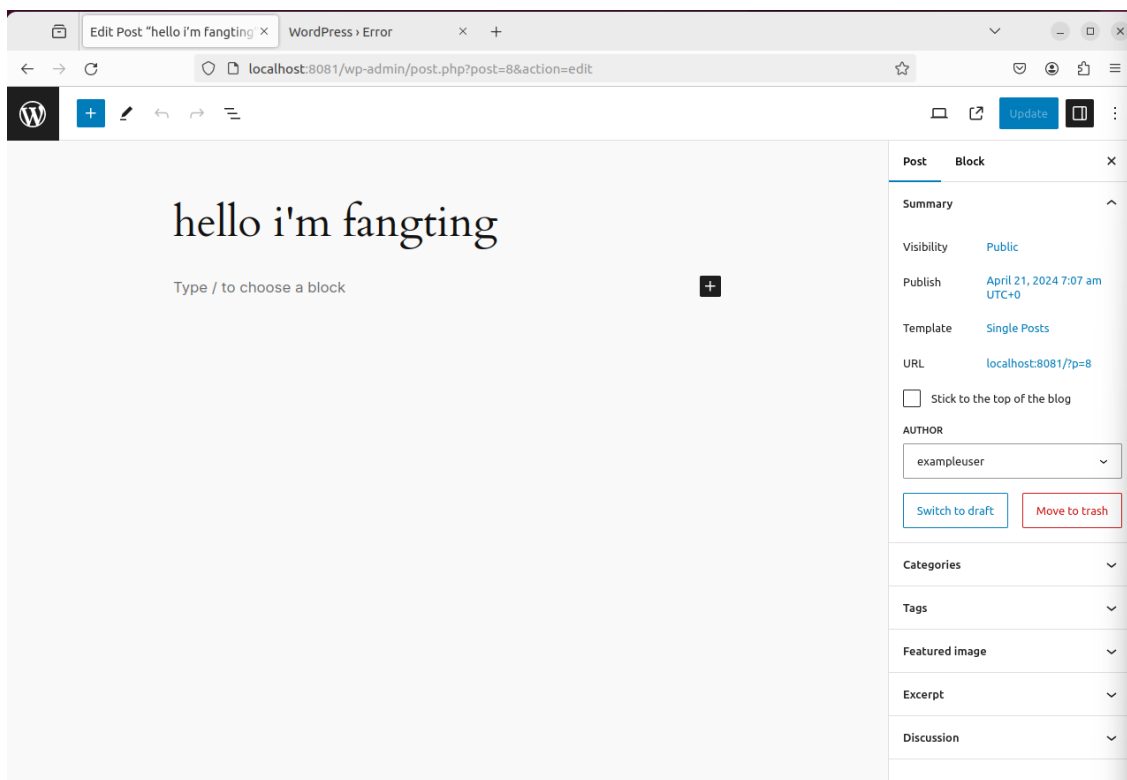 Edit Post “hello i’m fangting
WordPress › Error
localhost:8081/wp-admin/post.php?post=8&action=edit
Update
Post Block
Summary
hello i'm fangting
Type / to choose a block
Visibility Public
Publish April 21, 2024 7:07 am
UTC+0
Template Single Posts
URL localhost:8081/?p=8
Stick to the top of the blog
AUTHOR
exampleuser
Switch to draft Move to trash
Categories
Tags
Featured image
Excerpt
Discussion